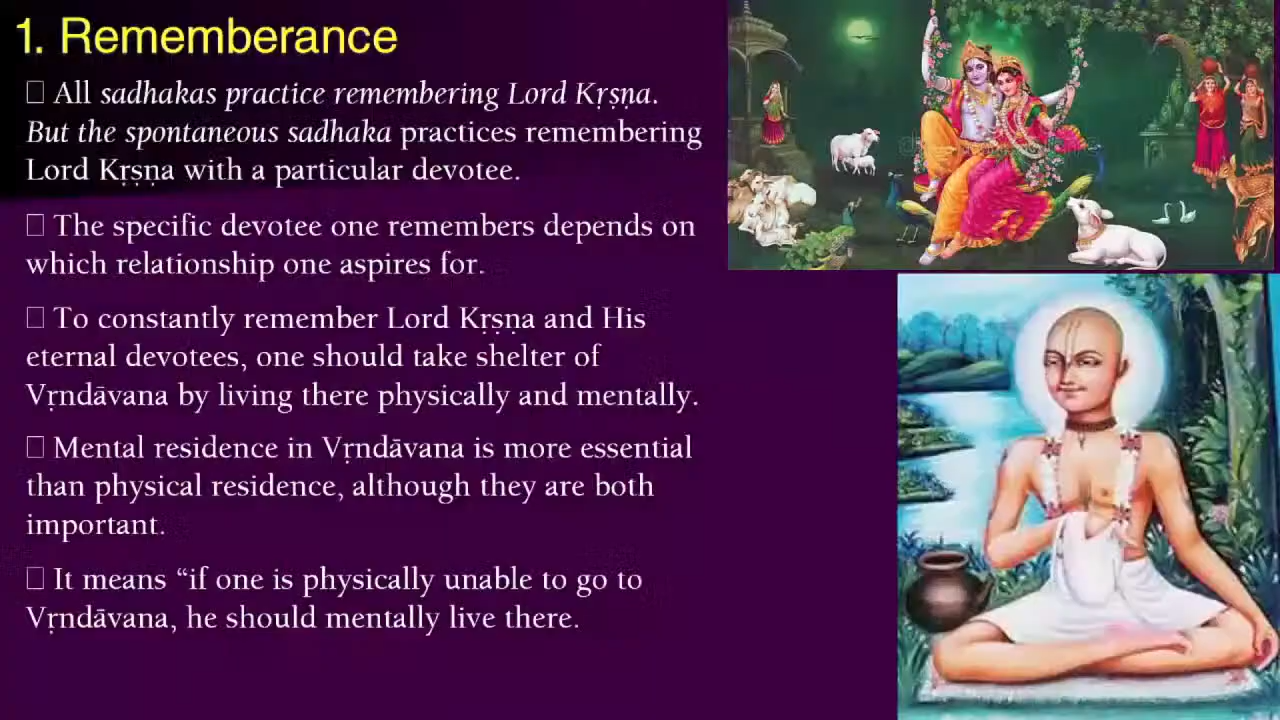 1. Rememberance
□ All sadhakas practice remembering Lord Kṛṣṇa.
But the spontaneous sadhaka practices remembering
Lord Kṛṣṇa with a particular devotee.
□ The specific devotee one remembers depends on
which relationship one aspires for.
□ To constantly remember Lord Kṛṣṇa and His
eternal devotees, one should take shelter of
Vṛndāvana by living there physically and mentally.
□ Mental residence in Vṛndāvana is more essential
than physical residence, although they are both
important.
□ It means “if one is physically unable to go to
Vṛndāvana, he should mentally live there.